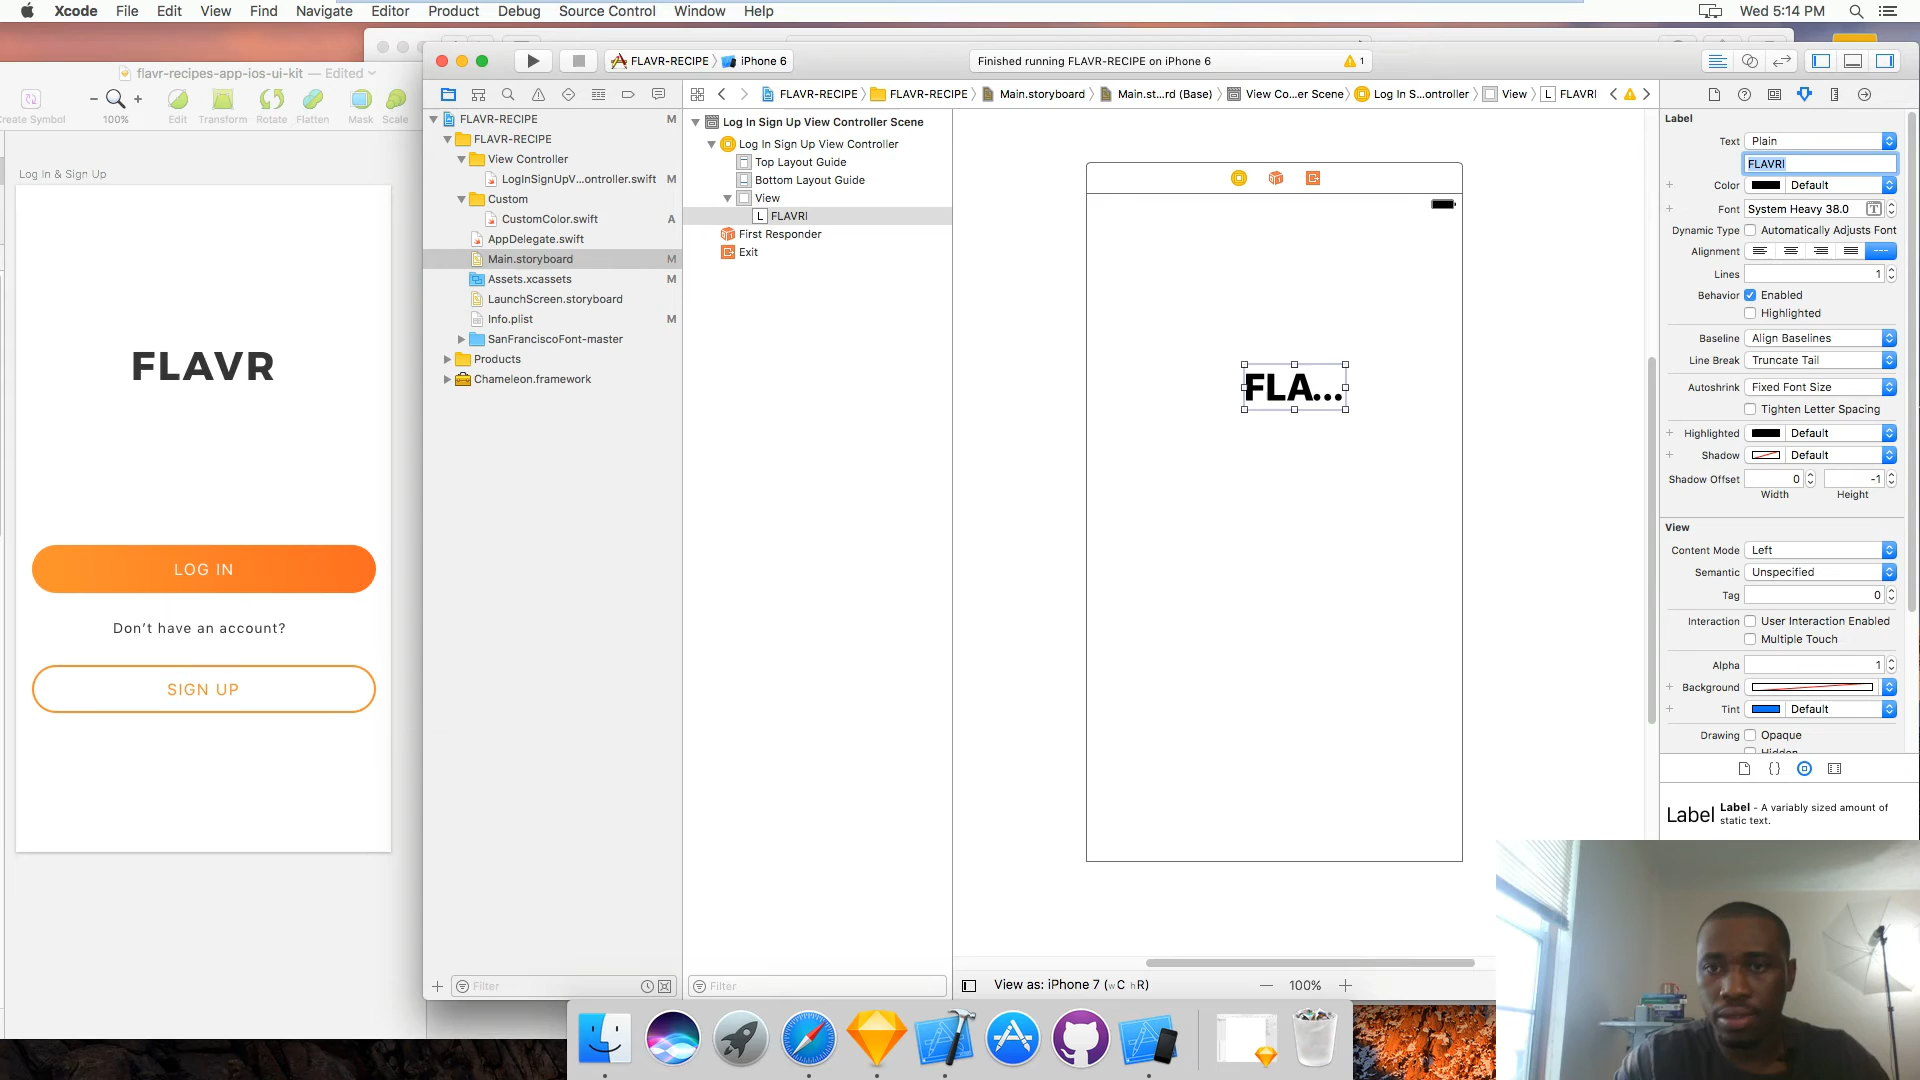 Xcode File Edit View Find Navigate Editor Product Debug Source Control Window Help
Wed 5:14 PM
flavr-recipes-app-ios-ui-kit — Edited
Create Symbol
100%
Edit Transform Rotate Flatten Mask Scale
Log In & Sign Up
FLAVR
LOG IN
Don't have an account?
SIGN UP
FLAVR-RECIPE iPhone 6
Finished running FLAVR-RECIPE on iPhone 6
1
FLAVR-RECIPE M
FLAVR-RECIPE
View Controller
LogInSignUpV...ontroller.swift M
Custom
CustomColor.swift A
AppDelegate.swift
Main.storyboard M
Assets.xcassets M
LaunchScreen.storyboard
Info.plist M
SanFranciscoFont-master
Products
Chameleon.framework
Filter
FLAVR-RECIPE FLAVR-RECIPE Main.storyboard Main.st...rd (Base) View Co...er Scene) Log In S...ontroller View L FLAVRI
Log In Sign Up View Controller Scene
Log In Sign Up View Controller
Top Layout Guide
Bottom Layout Guide
View
L FLAVRI
First Responder
Exit
Filter
FLA...
View as: iPhone 7 (wC hR)
100%
Label
Text Plain
FLAVRI
Color Default
Font System Heavy 38.0
Dynamic Type Automatically Adjusts Font
Alignment
Lines 1
Behavior Enabled
Highlighted
Baseline Align Baselines
Line Break Truncate Tail
Autoshrink Fixed Font Size
Tighten Letter Spacing
Highlighted Default
Shadow Default
Shadow Offset 0 -1
Width Height
View
Content Mode Left
Semantic Unspecified
Tag 0
Interaction User Interaction Enabled
Multiple Touch
Alpha 1
Background
Tint Default
Drawing Opaque
Hidden
Label Label - A variably sized amount of
static text.